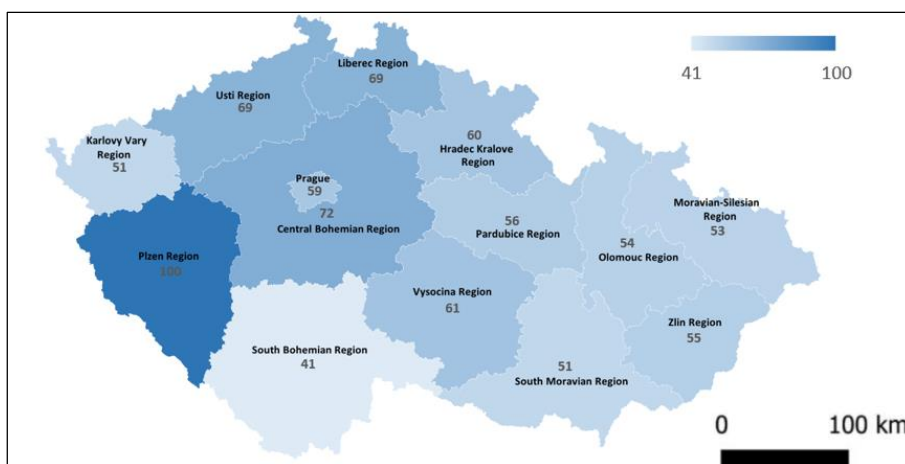 41 100
Liberec Region
69
Usti Region
69
Karlovy Vary
Region
51
60
Hradec Kralove
Region
Prague
59
72
Central Bohemian Region
56
Pardubice Region
Moravian-Silesian
Region
53
54
Olomouc Region
Plzen Region
100
Vysocina Region
61
Zlin Region
55
South Bohemian Region
41
51
South Moravian Region
0 100 km